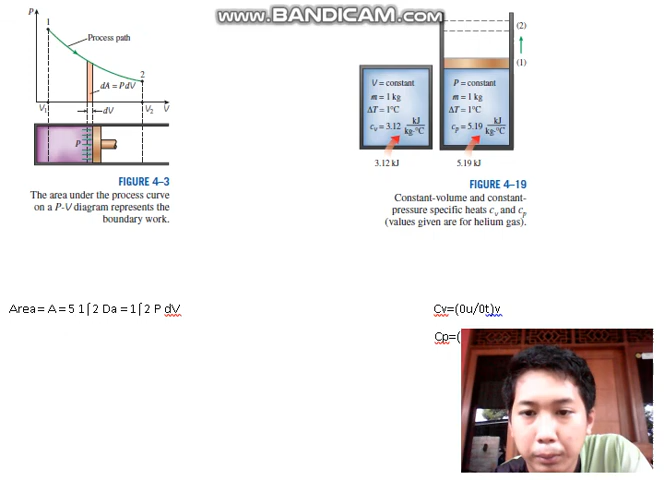 www.BANDICAM.com
P
Process path
2
dA = P dV
V₁
dV
V₂
V
P
FIGURE 4–3
The area under the process curve
on a P-V diagram represents the
boundary work.
(2)
(1)
V = constant
m = 1 kg
ΔT = 1°C
cᵥ = 3.12 kJ/kg·°C
3.12 kJ
P = constant
m = 1 kg
ΔT = 1°C
cₚ = 5.19 kJ/kg·°C
5.19 kJ
FIGURE 4–19
Constant-volume and constant-
pressure specific heats cᵥ and cₚ
(values given are for helium gas).
Area= A = 5 1∫2 Da = 1∫2 P dV
Cv=(0u/0t)v
Cp=(